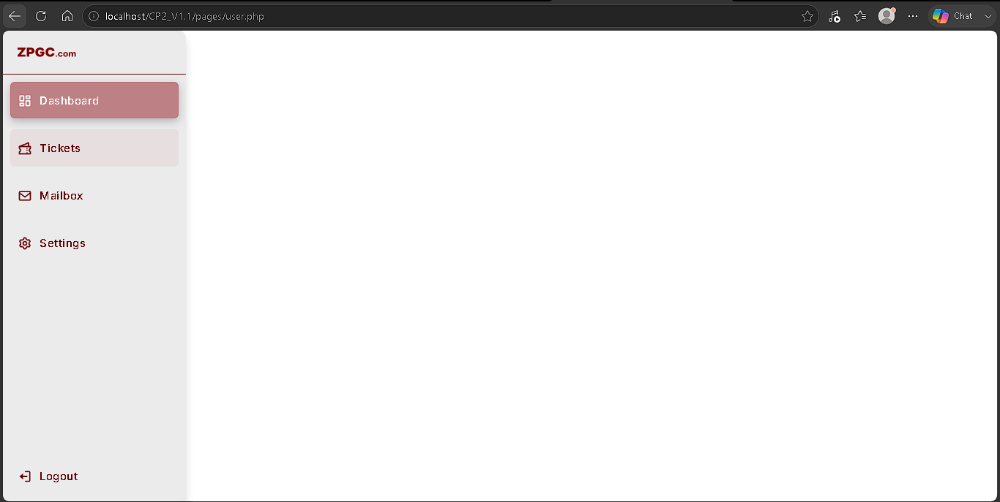 localhost/CP2_V1.1/pages/user.php
Chat
ZPGC.com
Dashboard
Tickets
Mailbox
Settings
Logout